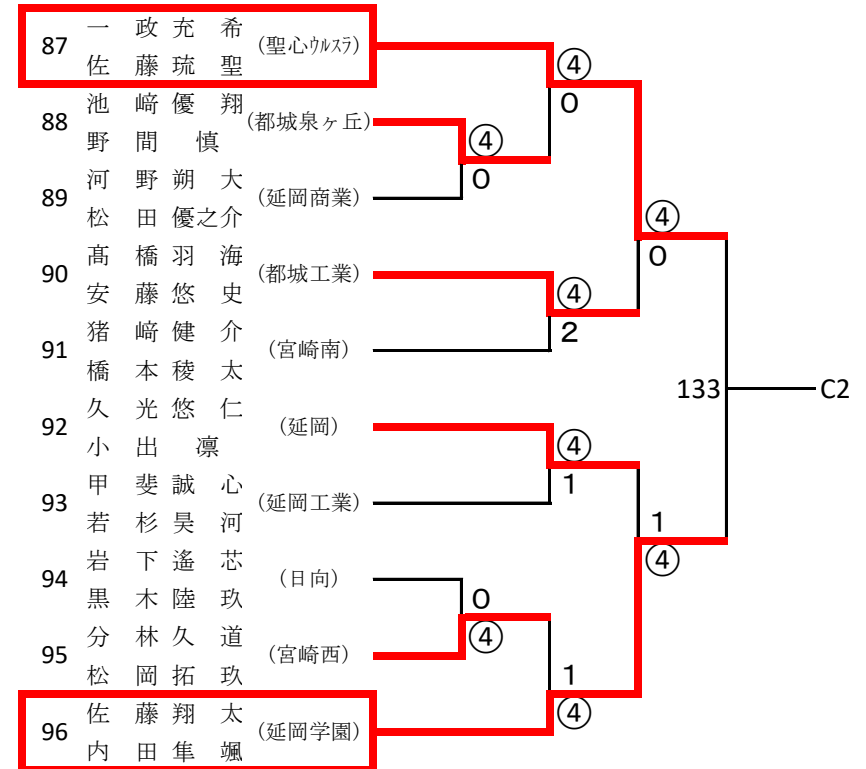 一政充希
87 (聖心ウルスラ)
佐藤琉聖
④
0
池﨑優翔
88 (都城泉ヶ丘)
野間慎
④
0
河野朔大
89 (延岡商業)
松田優之介
④
0
髙橋羽海
90 (都城工業)
安藤悠史
④
2
猪﨑健介
91 (宮崎南)
橋本稜太
133 C2
久光悠仁
92 (延岡)
小出凛
④
1
甲斐誠心
93 (延岡工業)
若杉昊河
1
④
岩下遙芯
94 (日向)
黒木陸玖
0
④
分林久道
95 (宮崎西)
松岡拓玖
1
④
佐藤翔太
96 (延岡学園)
内田隼颯